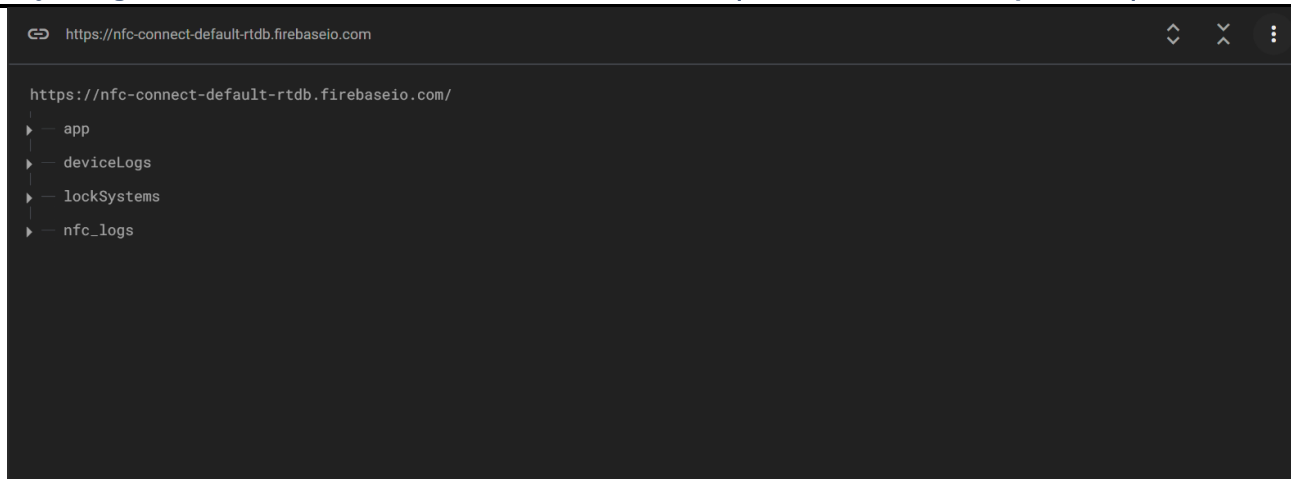 https://nfc-connect-default-rtdb.firebaseio.com
https://nfc-connect-default-rtdb.firebaseio.com/
app
deviceLogs
lockSystems
nfc_logs